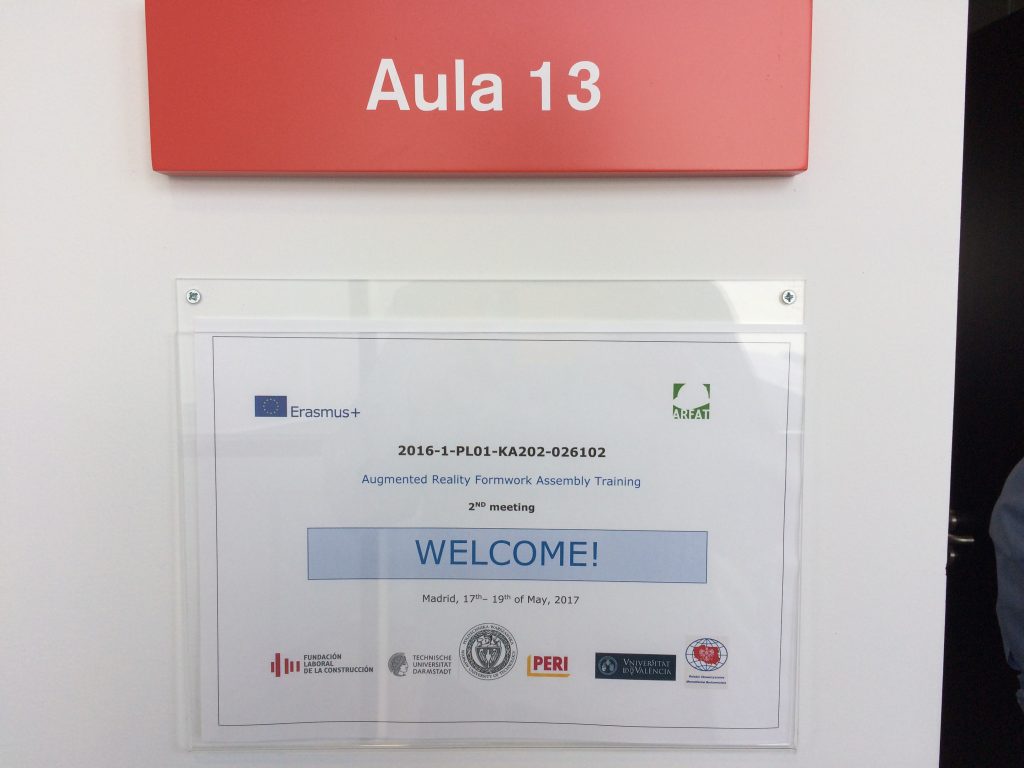 Aula 13
Erasmus+
ARFAT
2016-1-PL01-KA202-026102
Augmented Reality Formwork Assembly Training
2ND meeting
WELCOME!
Madrid, 17th– 19th of May, 2017
FUNDACIÓN
LABORAL
DE LA CONSTRUCCIÓN
TECHNISCHE
UNIVERSITÄT
DARMSTADT
PERI
VNIVERSITAT
DE VALÈNCIA